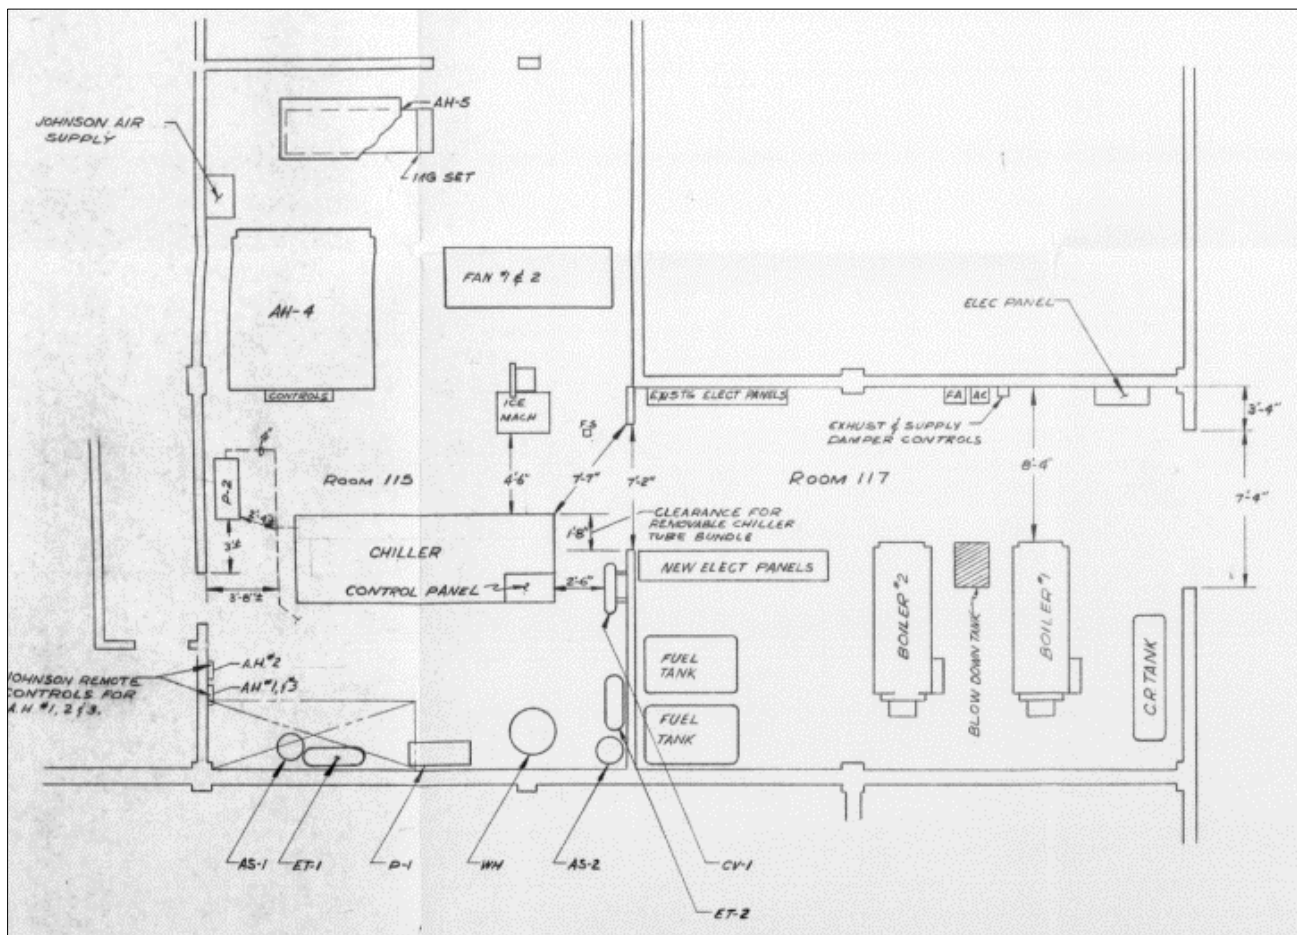 AH-5
JOHNSON AIR
SUPPLY
MG SET
FAN #1 & 2
AH-4
ELEC PANEL
CONTROLS
EXIST'G ELECT PANELS
FA
AC
ICE
MACH
F.S.
EXHUST & SUPPLY
DAMPER CONTROLS
3'-4"
8'-4"
P-2
ROOM 115
4'-6"
7'-7"
7'-2"
ROOM 117
7'-4"
CLEARANCE FOR
REMOVABLE CHILLER
TUBE BUNDLE
1'-8"
3'±
CHILLER
CONTROL PANEL
2'-6"
NEW ELECT PANELS
3'-8"±
BOILER #2
BLOW DOWN TANK
BOILER #1
C.R. TANK
FUEL
TANK
FUEL
TANK
A.H. #2
JOHNSON REMOTE
CONTROLS FOR
A.H #1, 2 & 3.
AH. #1, & #3
AS-1
ET-1
P-1
WH
AS-2
CV-1
ET-2